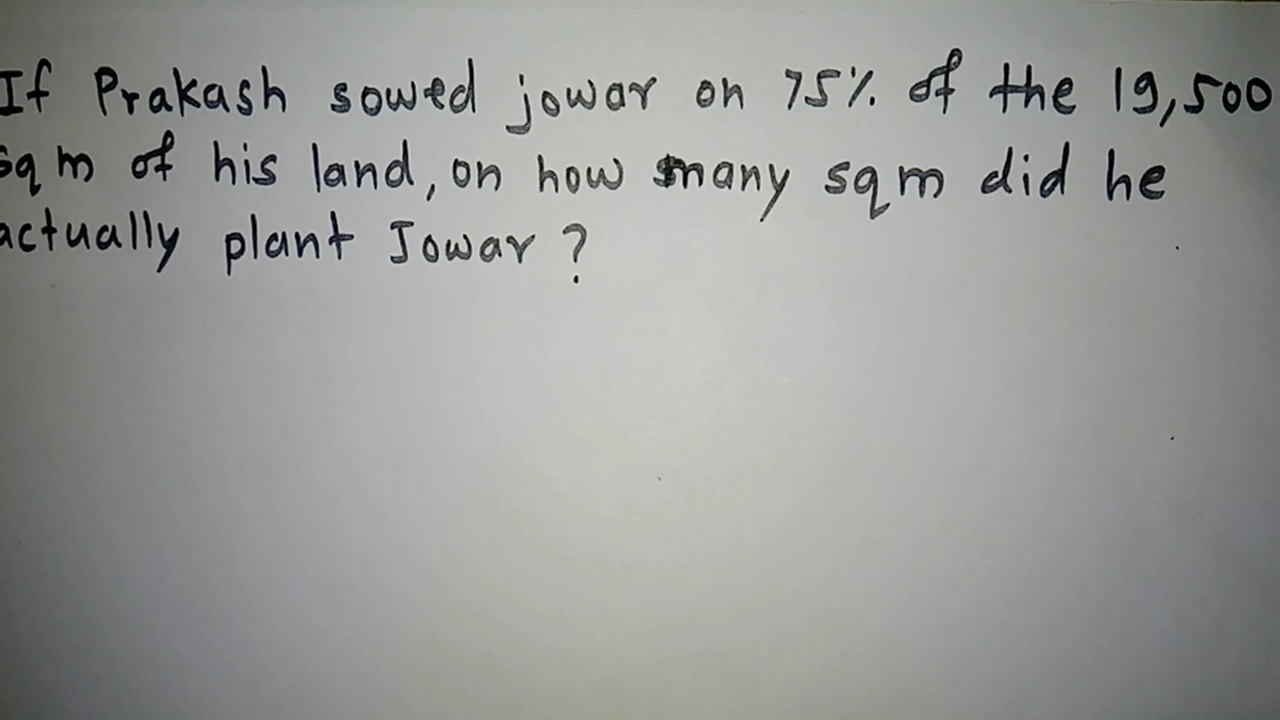 If Prakash sowed jowar on 75% of the 19,500
sq m of his land, on how many sq m did he
actually plant Jowar ?